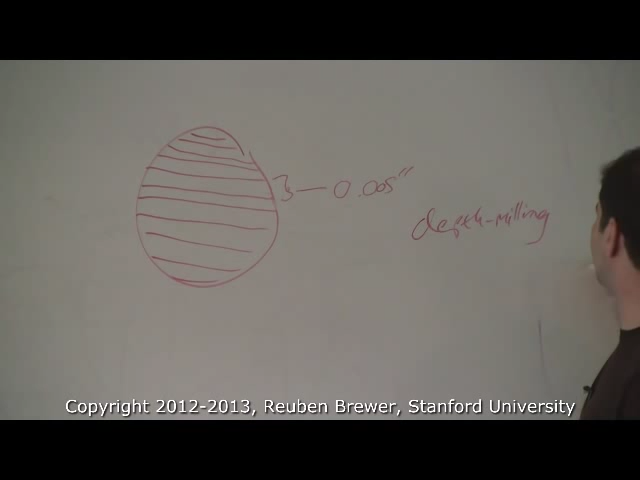 0.005"
depth-milling
Copyright 2012-2013, Reuben Brewer, Stanford University